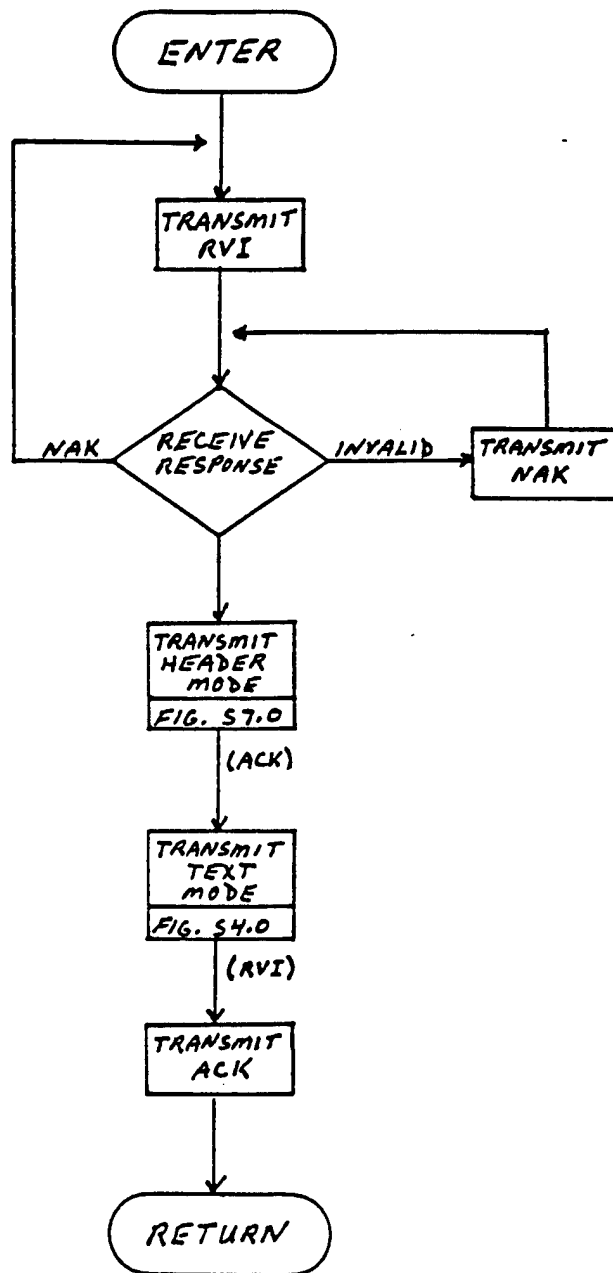 ENTER
TRANSMIT
RVI
NAK
RECEIVE
RESPONSE
INVALID
TRANSMIT
NAK
TRANSMIT
HEADER
MODE
FIG. S7.0
(ACK)
TRANSMIT
TEXT
MODE
FIG. S4.0
(RVI)
TRANSMIT
ACK
RETURN